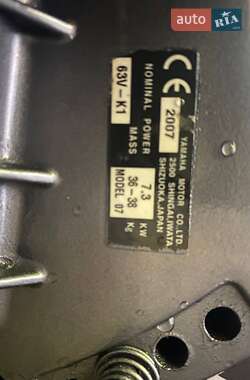 auto.RIA.com
CE
2007
YAMAHA MOTOR CO.,LTD.
2500 SHINGAI,IWATA
SHIZUOKA,JAPAN
63V-K1
NOMINAL POWER 7.3 KW
MASS 36-38 Kg
MODEL 07